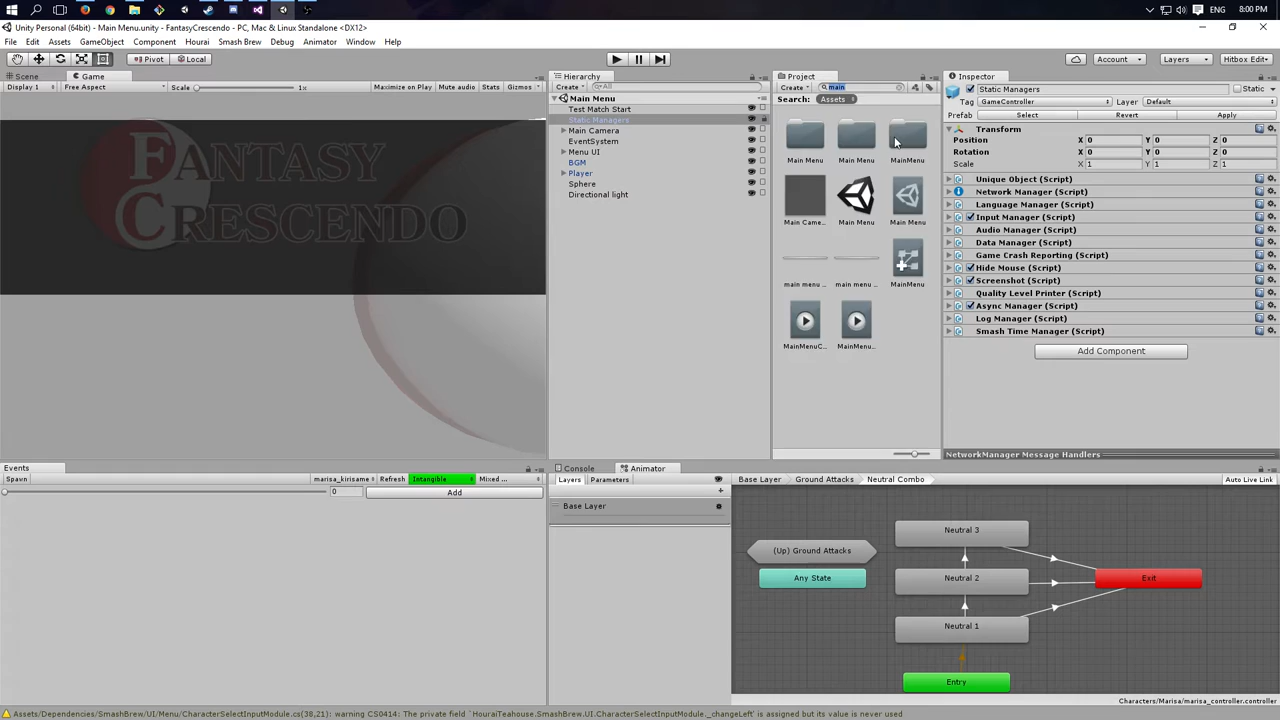 ENG 8:00 PM
Unity Personal (64bit) - Main Menu.unity - FantasyCrescendo - PC, Mac & Linux Standalone <DX12>
File Edit Assets GameObject Component Hourai Smash Brew Debug Animator Window Help
Pivot Local Account Layers Hitbox Edit
Scene Game
Display 1 Free Aspect Scale 1x Maximize on Play Mute audio Stats Gizmos
FANTASY
CRESCENDO
Hierarchy
Create All
Main Menu
Test Match Start
Static Managers
Main Camera
EventSystem
Menu UI
BGM
Player
Sphere
Directional light
Project
Create main
Search: Assets
Main Menu Main Menu MainMenu
Main Came... Main Menu Main Menu
main menu ... main menu ... MainMenu
MainMenuC... MainMenu...
Inspector
Static Managers Static
Tag GameController Layer Default
Prefab Select Revert Apply
Transform
Position X 0 Y 0 Z 0
Rotation X 0 Y 0 Z 0
Scale X 1 Y 1 Z 1
Unique Object (Script)
Network Manager (Script)
Language Manager (Script)
Input Manager (Script)
Audio Manager (Script)
Data Manager (Script)
Game Crash Reporting (Script)
Hide Mouse (Script)
Screenshot (Script)
Quality Level Printer (Script)
Async Manager (Script)
Log Manager (Script)
Smash Time Manager (Script)
Add Component
NetworkManager Message Handlers
Events
Spawn marisa_kirisame Refresh Intangible Mixed ...
0 Add
Console Animator
Layers Parameters Base Layer Ground Attacks Neutral Combo Auto Live Link
Base Layer
Neutral 3
(Up) Ground Attacks
Any State
Neutral 2
Exit
Neutral 1
Entry
Characters/Marisa/marisa_controller.controller
Assets/Dependencies/SmashBrew/UI/Menu/CharacterSelectInputModule.cs(38,21): warning CS0414: The private field `HouraiTeahouse.SmashBrew.UI.CharacterSelectInputModule._changeLeft` is assigned but its value is never used